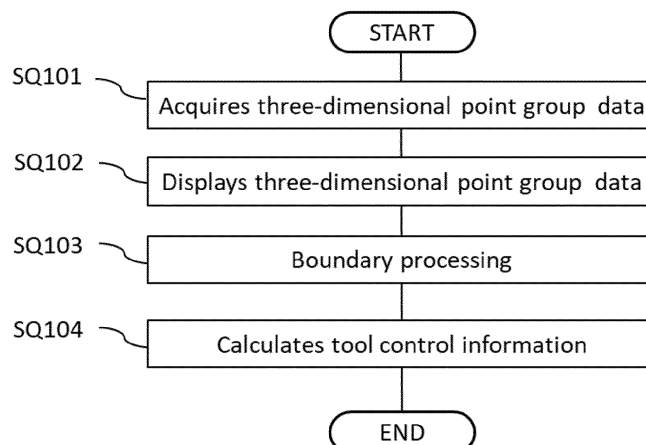 START
SQ101
Acquires three-dimensional point group data
SQ102
Displays three-dimensional point group data
SQ103
Boundary processing
SQ104
Calculates tool control information
END